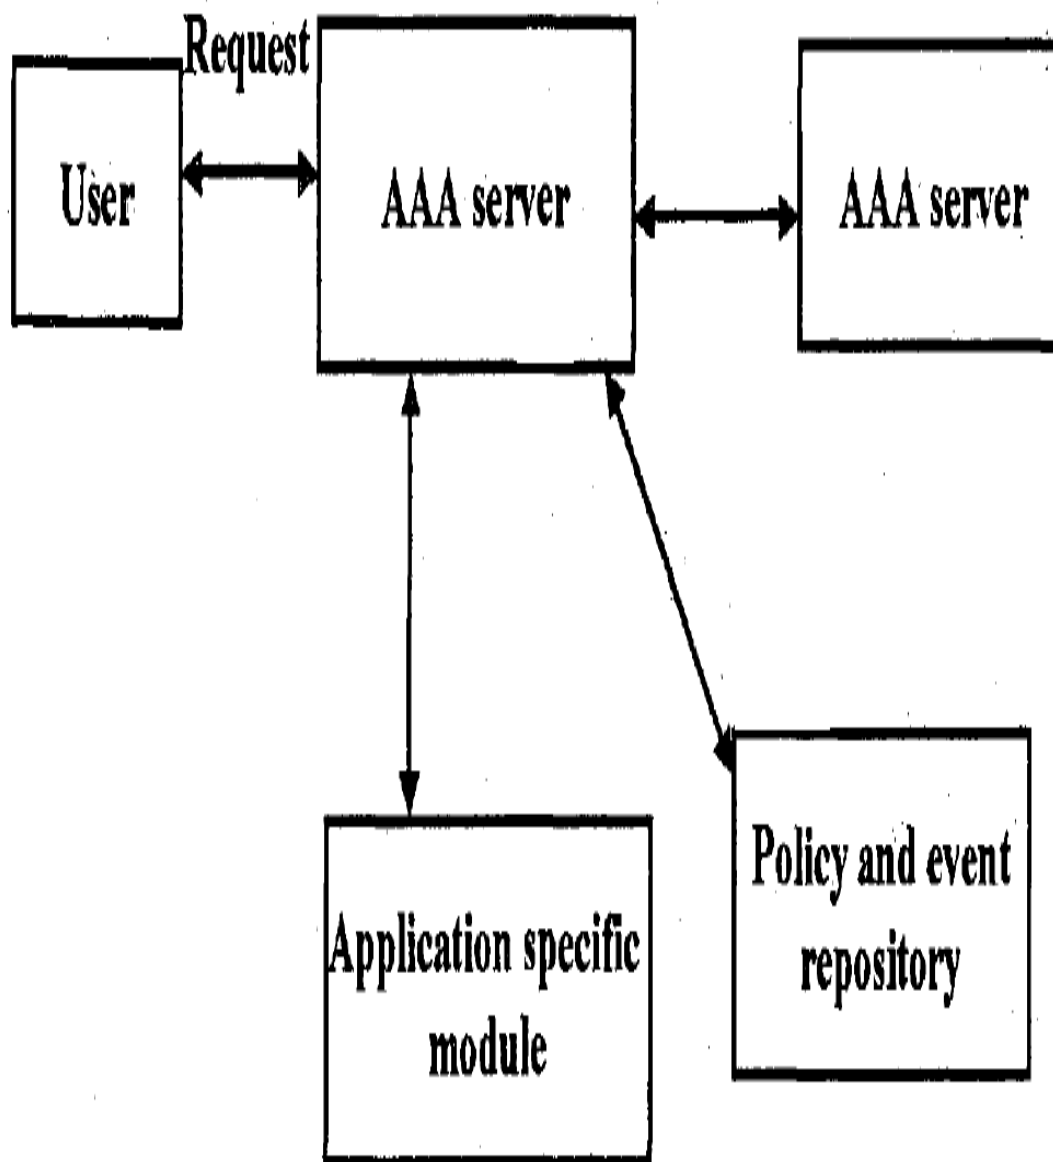 Request
User
AAA server
AAA server
Policy and event
repository
Application specific
module